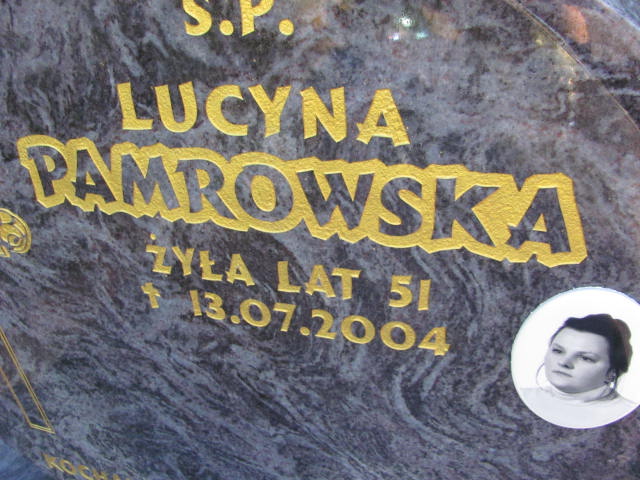 Ś.P.
LUCYNA
PAMROWSKA
ŻYŁA LAT 51
† 13.07.2004